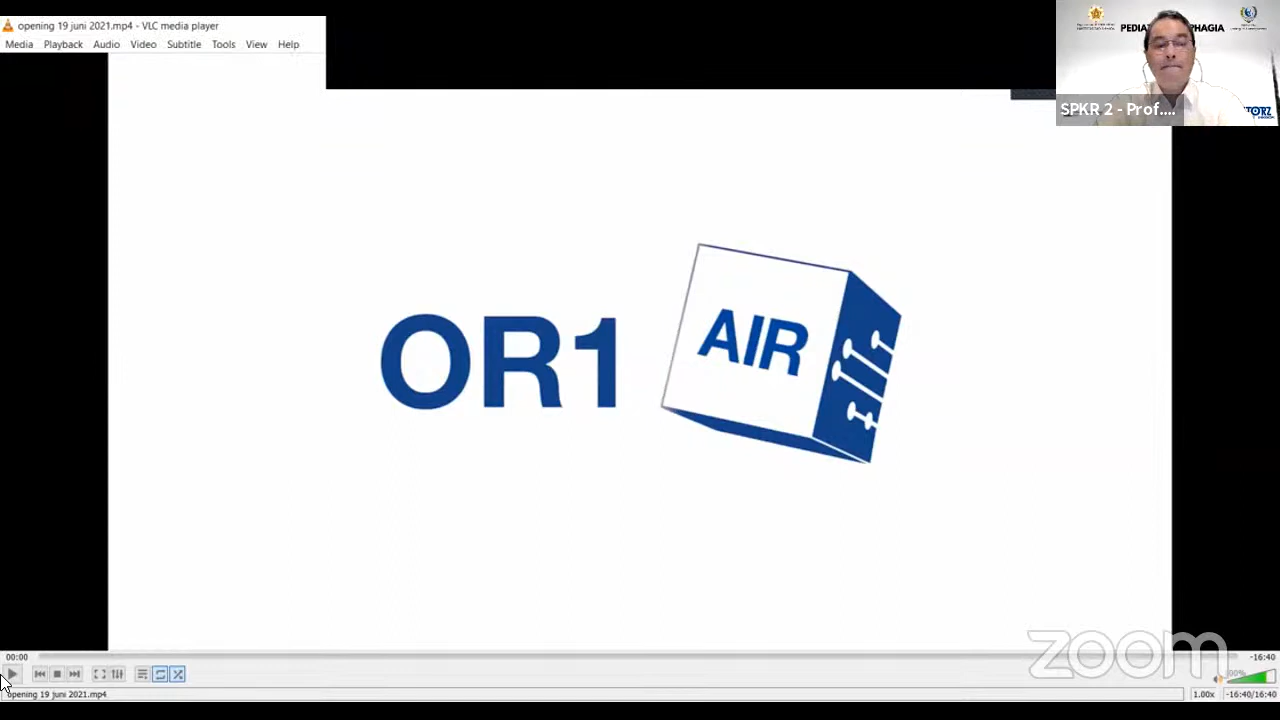 opening 19 juni 2021.mp4 - VLC media player
Media Playback Audio Video Subtitle Tools View Help
PEDIAT PHAGIA
SPKR 2 - Prof....
TORZ
OR1
AIR
zoom
00:00
-16:40
opening 19 juni 2021.mp4
1.00x
-16:40/16:40